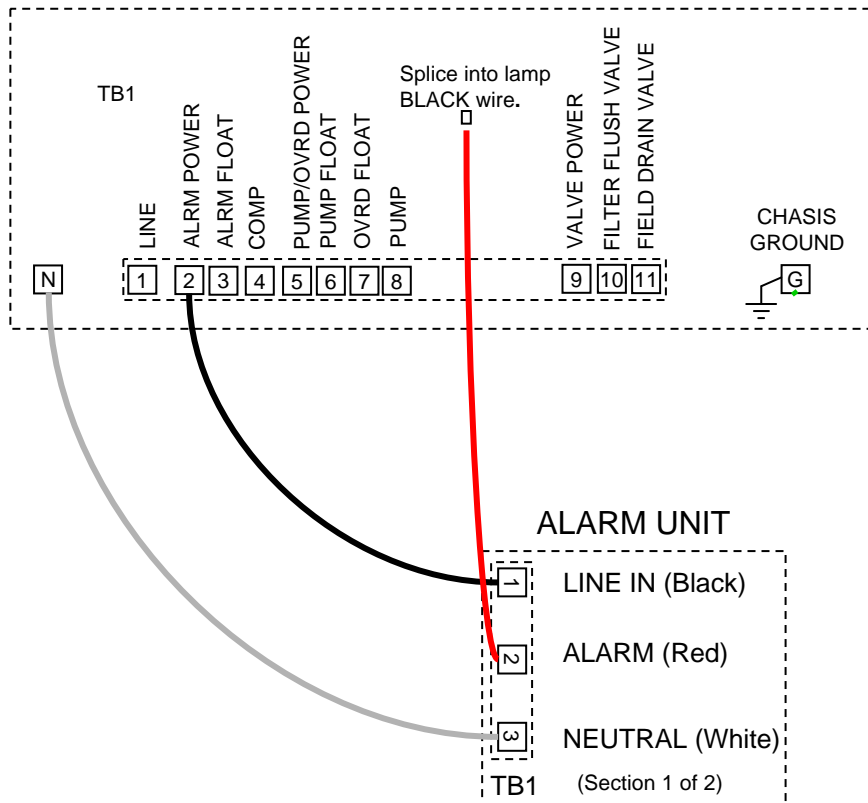 TB1
Splice into lamp
BLACK wire.
LINE
ALRM POWER
ALRM FLOAT
COMP
PUMP/OVRD POWER
PUMP FLOAT
OVRD FLOAT
PUMP
VALVE POWER
FILTER FLUSH VALVE
FIELD DRAIN VALVE
CHASIS
GROUND
N
1
2
3
4
5
6
7
8
9
10
11
G
ALARM UNIT
1
LINE IN (Black)
2
ALARM (Red)
3
NEUTRAL (White)
TB1
(Section 1 of 2)